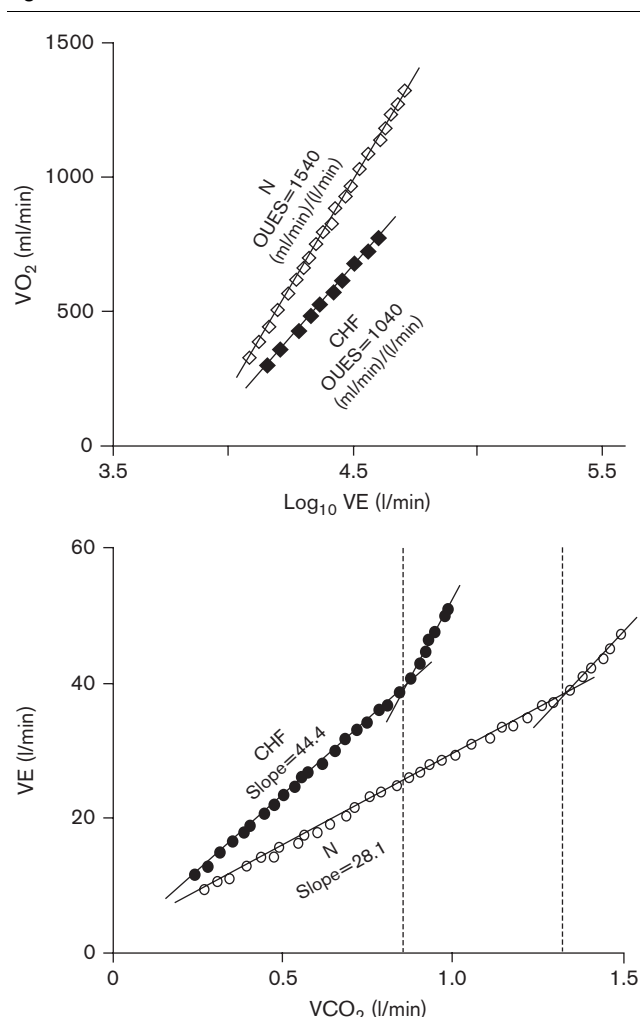 1500
1000
500
0
VO₂ (ml/min)
N
OUES=1540
(ml/min)/(l/min)
CHF
OUES=1040
(ml/min)/(l/min)
3.5
4.5
5.5
Log₁₀ VE (l/min)
60
40
20
0
VE (l/min)
CHF
Slope=44.4
N
Slope=28.1
0
0.5
1.0
1.5
VCO₂ (l/min)